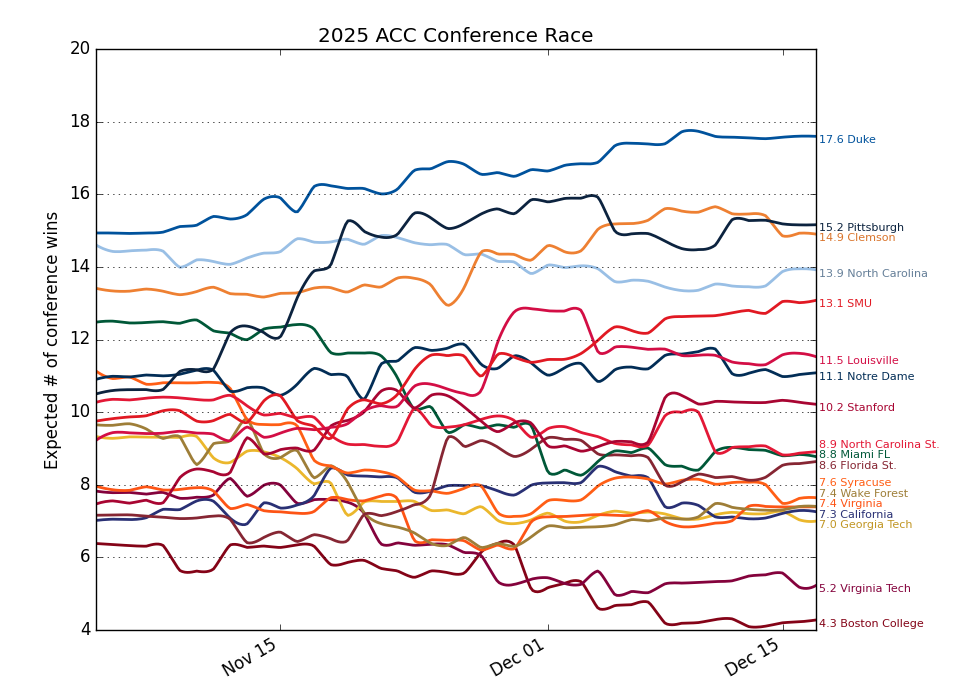 2025 ACC Conference Race
Expected # of conference wins
20
18
16
14
12
10
8
6
4
Nov 15
Dec 01
Dec 15
17.6 Duke
15.2 Pittsburgh
14.9 Clemson
13.9 North Carolina
13.1 SMU
11.5 Louisville
11.1 Notre Dame
10.2 Stanford
8.9 North Carolina St.
8.8 Miami FL
8.6 Florida St.
7.6 Syracuse
7.4 Wake Forest
7.4 Virginia
7.3 California
7.0 Georgia Tech
5.2 Virginia Tech
4.3 Boston College